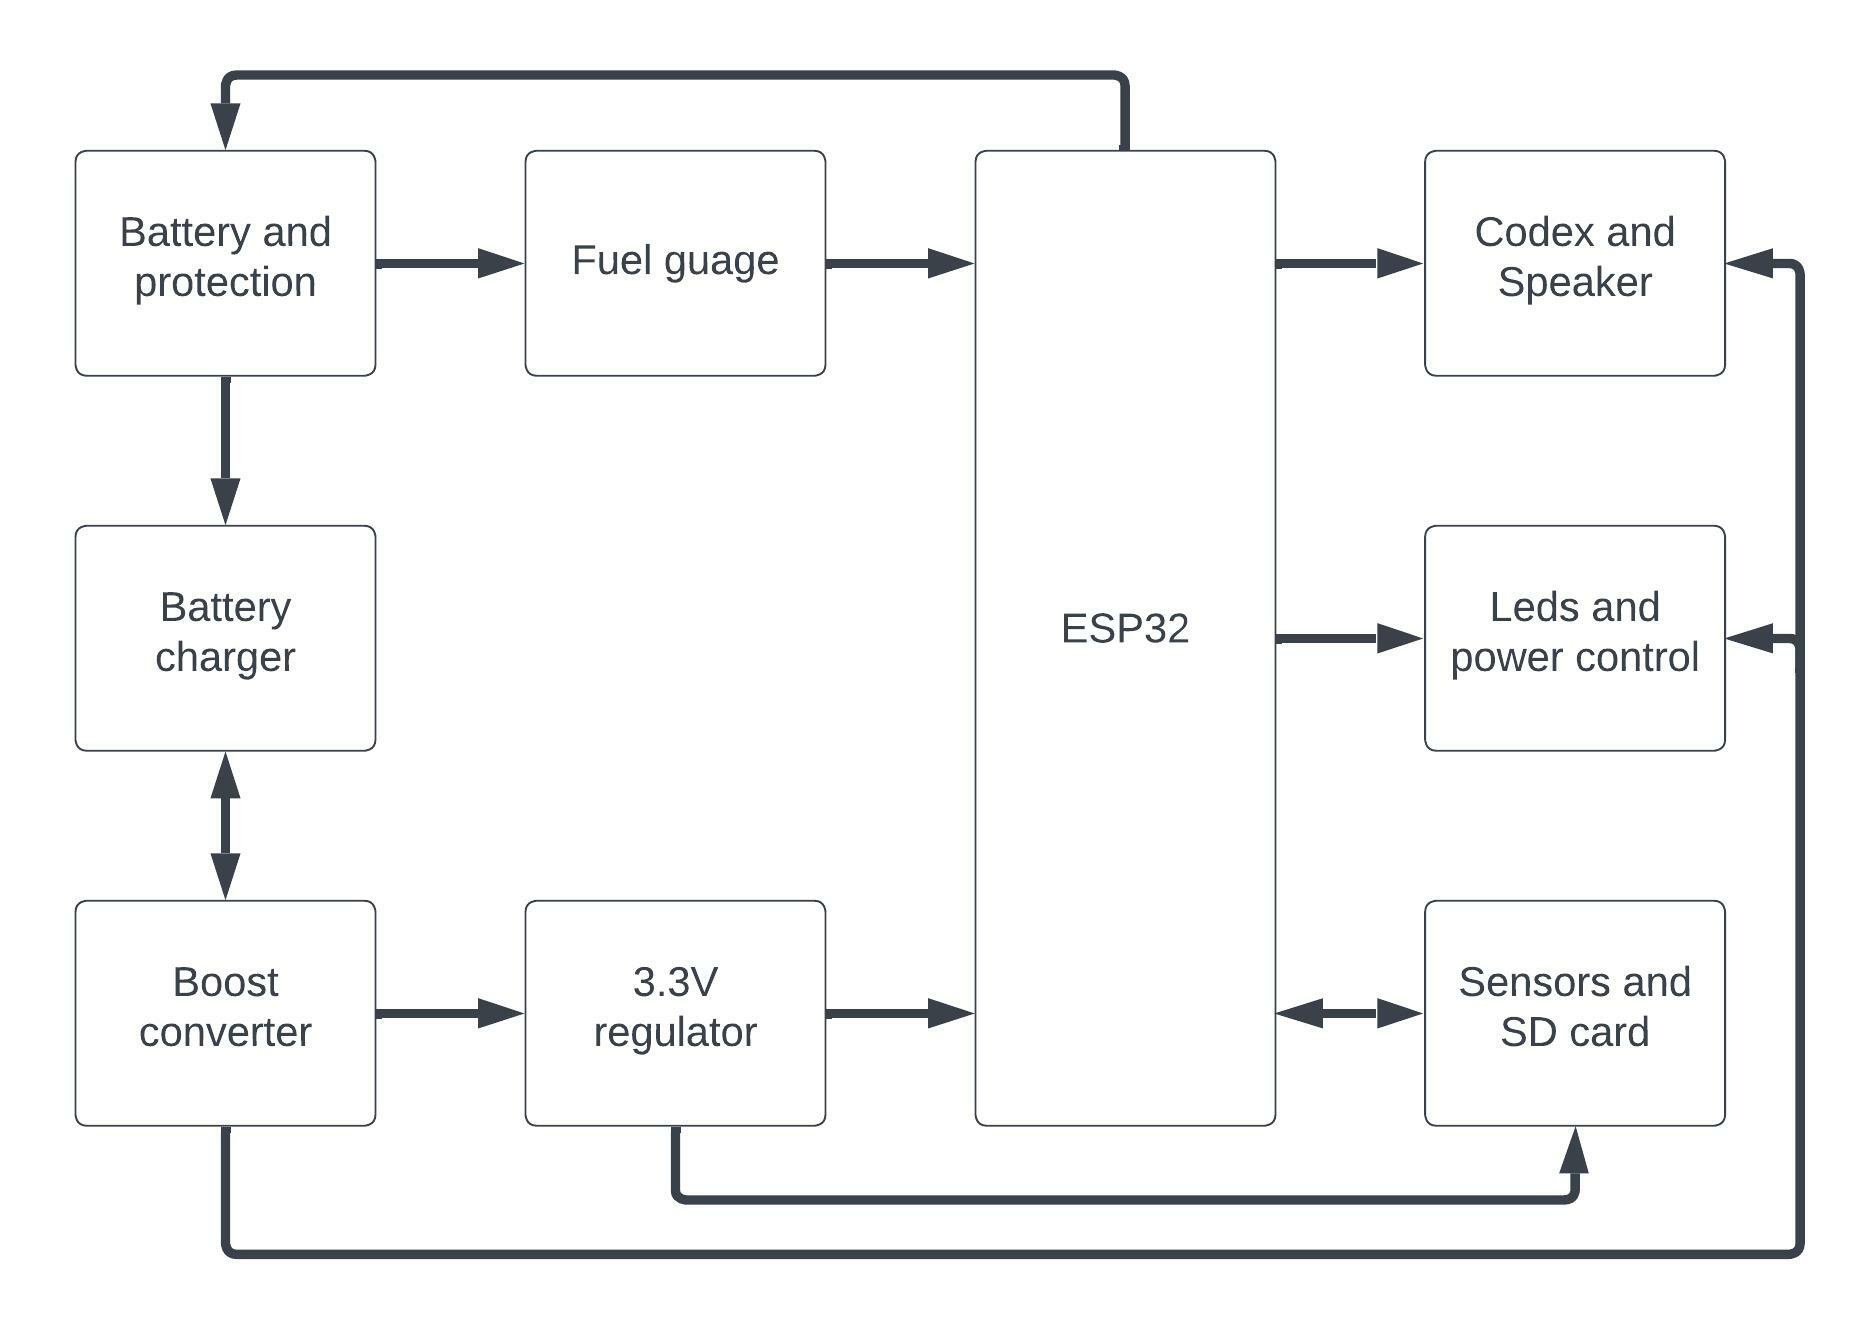 Battery and
protection
Fuel guage
Codex and
Speaker
Battery
charger
ESP32
Leds and
power control
Boost
converter
3.3V
regulator
Sensors and
SD card